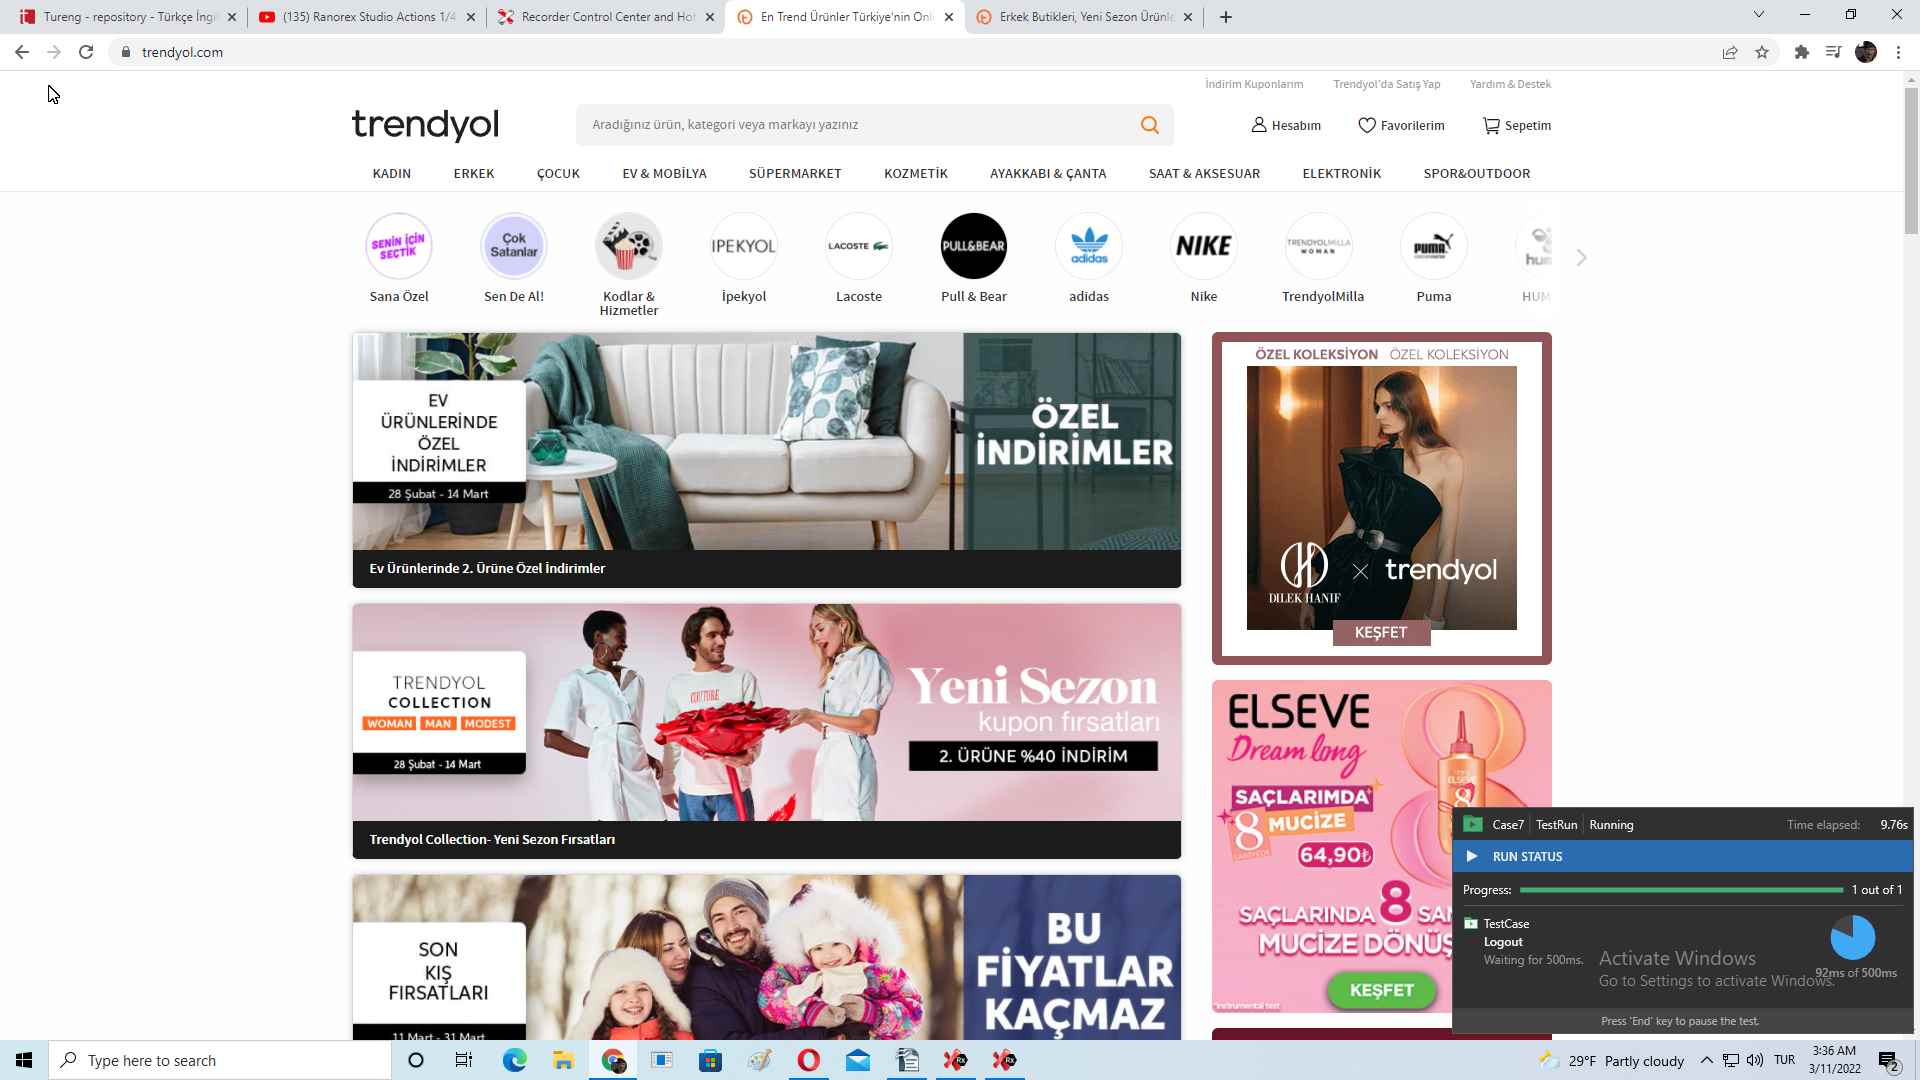 Tureng - repository - Türkçe İngi
(135) Ranorex Studio Actions 1/4
Recorder Control Center and Hot
En Trend Ürünler Türkiye'nin Onl
Erkek Butikleri, Yeni Sezon Ürünle
trendyol.com
İndirim Kuponlarım
Trendyol'da Satış Yap
Yardım & Destek
trendyol
Aradığınız ürün, kategori veya markayı yazınız
Hesabım
Favorilerim
Sepetim
KADIN
ERKEK
ÇOCUK
EV & MOBİLYA
SÜPERMARKET
KOZMETİK
AYAKKABI & ÇANTA
SAAT & AKSESUAR
ELEKTRONİK
SPOR&OUTDOOR
SENİN İÇİN
SEÇTİK
Çok
Satanlar
IPEKYOL
LACOSTE
PULL&BEAR
adidas
NIKE
TRENDYOLMILLA
WOMAN
PUMA
hum
Sana Özel
Sen De Al!
Kodlar &
Hizmetler
İpekyol
Lacoste
Pull & Bear
adidas
Nike
TrendyolMilla
Puma
HUM
EV
ÜRÜNLERİNDE
ÖZEL
İNDİRİMLER
28 Şubat - 14 Mart
ÖZEL
İNDİRİMLER
Ev Ürünlerinde 2. Ürüne Özel İndirimler
ÖZEL KOLEKSİYON ÖZEL KOLEKSİYON
DILEK HANIF
trendyol
KEŞFET
TRENDYOL
COLLECTION
WOMAN MAN MODEST
28 Şubat - 14 Mart
COUTURE
Yeni Sezon
kupon fırsatları
2. ÜRÜNE %40 İNDİRİM
Trendyol Collection- Yeni Sezon Fırsatları
ELSEVE
Dream long
SAÇLARIMDA
8 MUCİZE
64,90₺
SAÇLARINDA 8 SAN
MUCİZE DÖNÜŞ
KEŞFET
*Instrumental test
ELSEVE
8
SON
KIŞ
FIRSATLARI
11 Mart - 31 Mart
BU
FİYATLAR
KAÇMAZ
Case7
TestRun
Running
Time elapsed:
9.76s
RUN STATUS
Progress:
1 out of 1
TestCase
Logout
Waiting for 500ms.
92ms of 500ms
Activate Windows
Go to Settings to activate Windows.
Press 'End' key to pause the test.
Type here to search
29°F Partly cloudy
TUR
3:36 AM
3/11/2022
2